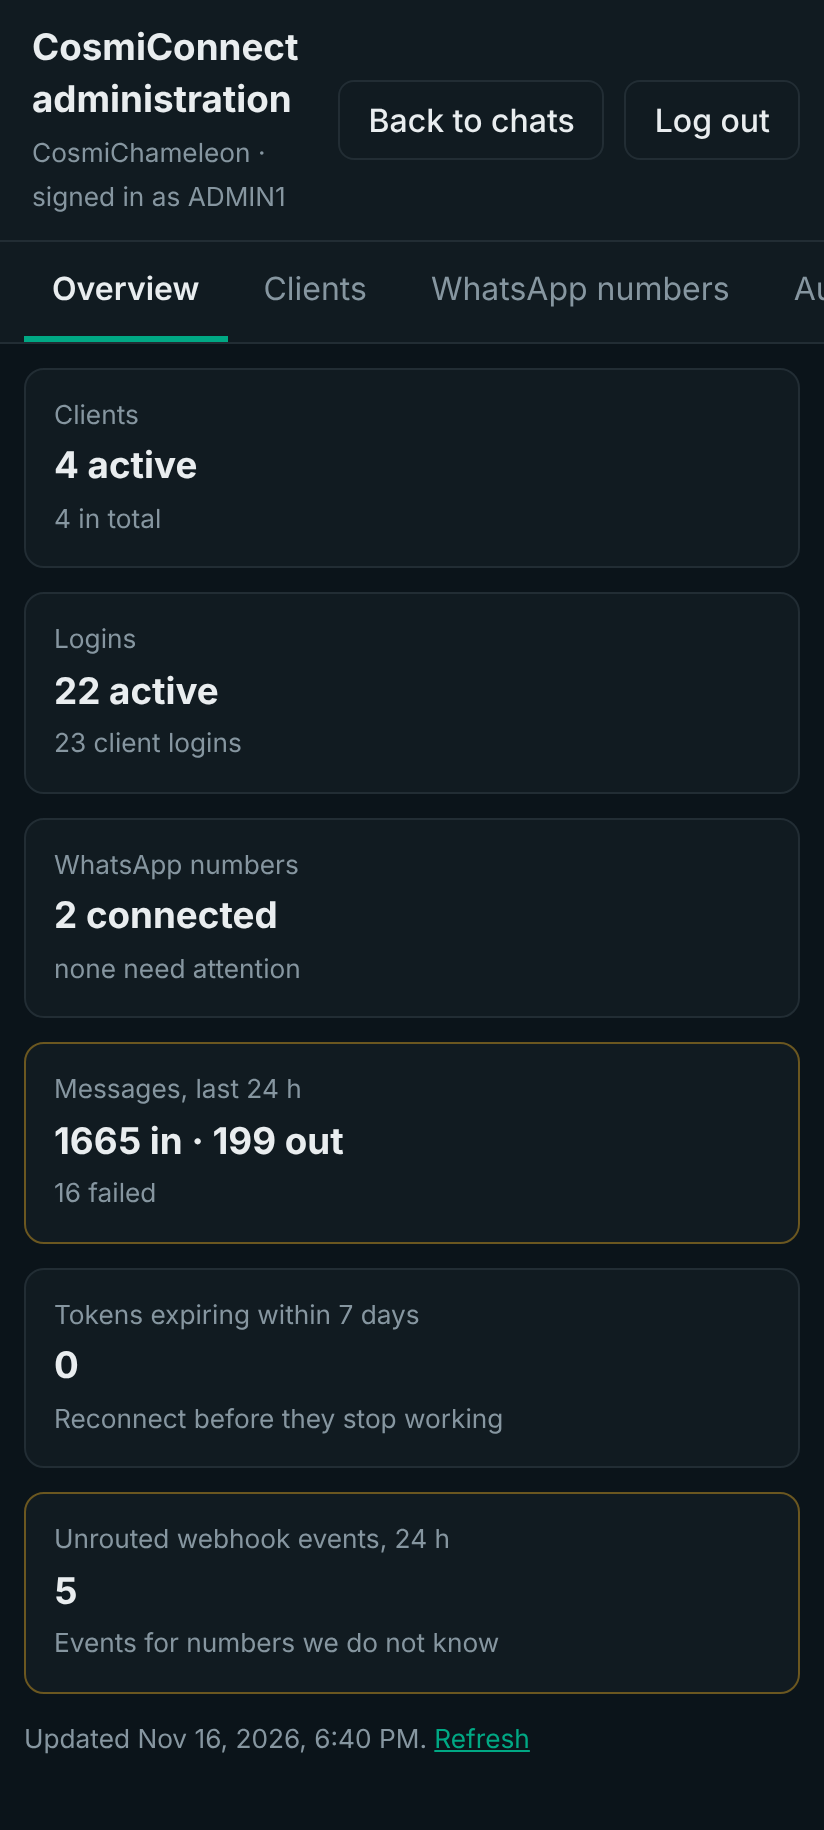 CosmiConnect
administration
CosmiChameleon ·
signed in as ADMIN1
Back to chats
Log out
Overview
Clients
WhatsApp numbers
Au
Clients
4 active
4 in total
Logins
22 active
23 client logins
WhatsApp numbers
2 connected
none need attention
Messages, last 24 h
1665 in · 199 out
16 failed
Tokens expiring within 7 days
0
Reconnect before they stop working
Unrouted webhook events, 24 h
5
Events for numbers we do not know
Updated Nov 16, 2026, 6:40 PM. Refresh